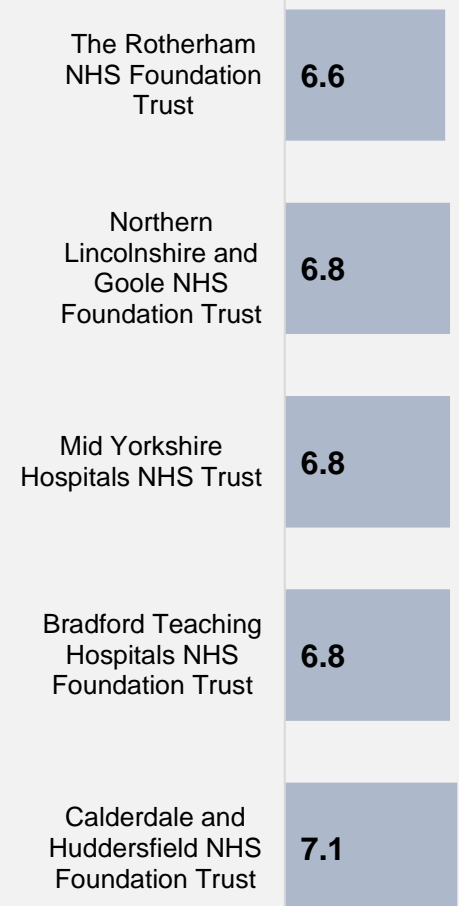 The Rotherham
NHS Foundation
Trust
6.6
Northern
Lincolnshire and
Goole NHS
Foundation Trust
6.8
Mid Yorkshire
Hospitals NHS Trust
6.8
Bradford Teaching
Hospitals NHS
Foundation Trust
6.8
Calderdale and
Huddersfield NHS
Foundation Trust
7.1